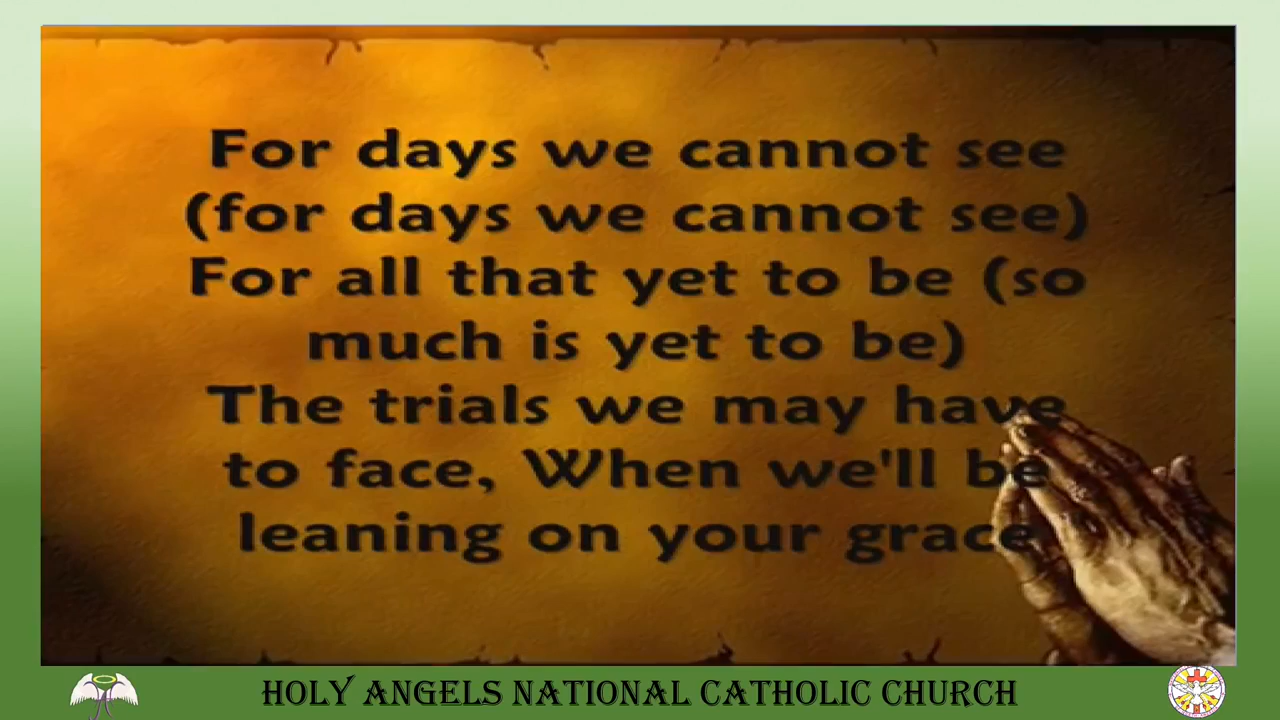 For days we cannot see
(for days we cannot see)
For all that yet to be (so
much is yet to be)
The trials we may have
to face, When we'll be
leaning on your grace
HOLY ANGELS NATIONAL CATHOLIC CHURCH